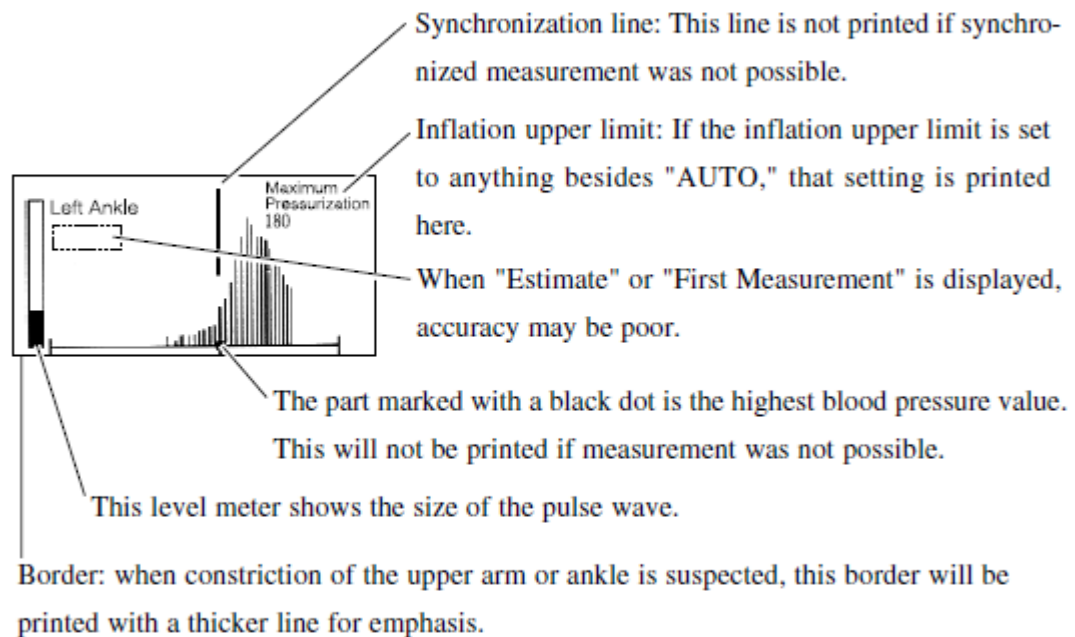 Synchronization line: This line is not printed if synchro-
nized measurement was not possible.
Inflation upper limit: If the inflation upper limit is set
to anything besides "AUTO," that setting is printed
here.
Maximum
Pressurization
180
Left Ankle
When "Estimate" or "First Measurement" is displayed,
accuracy may be poor.
The part marked with a black dot is the highest blood pressure value.
This will not be printed if measurement was not possible.
This level meter shows the size of the pulse wave.
Border: when constriction of the upper arm or ankle is suspected, this border will be
printed with a thicker line for emphasis.